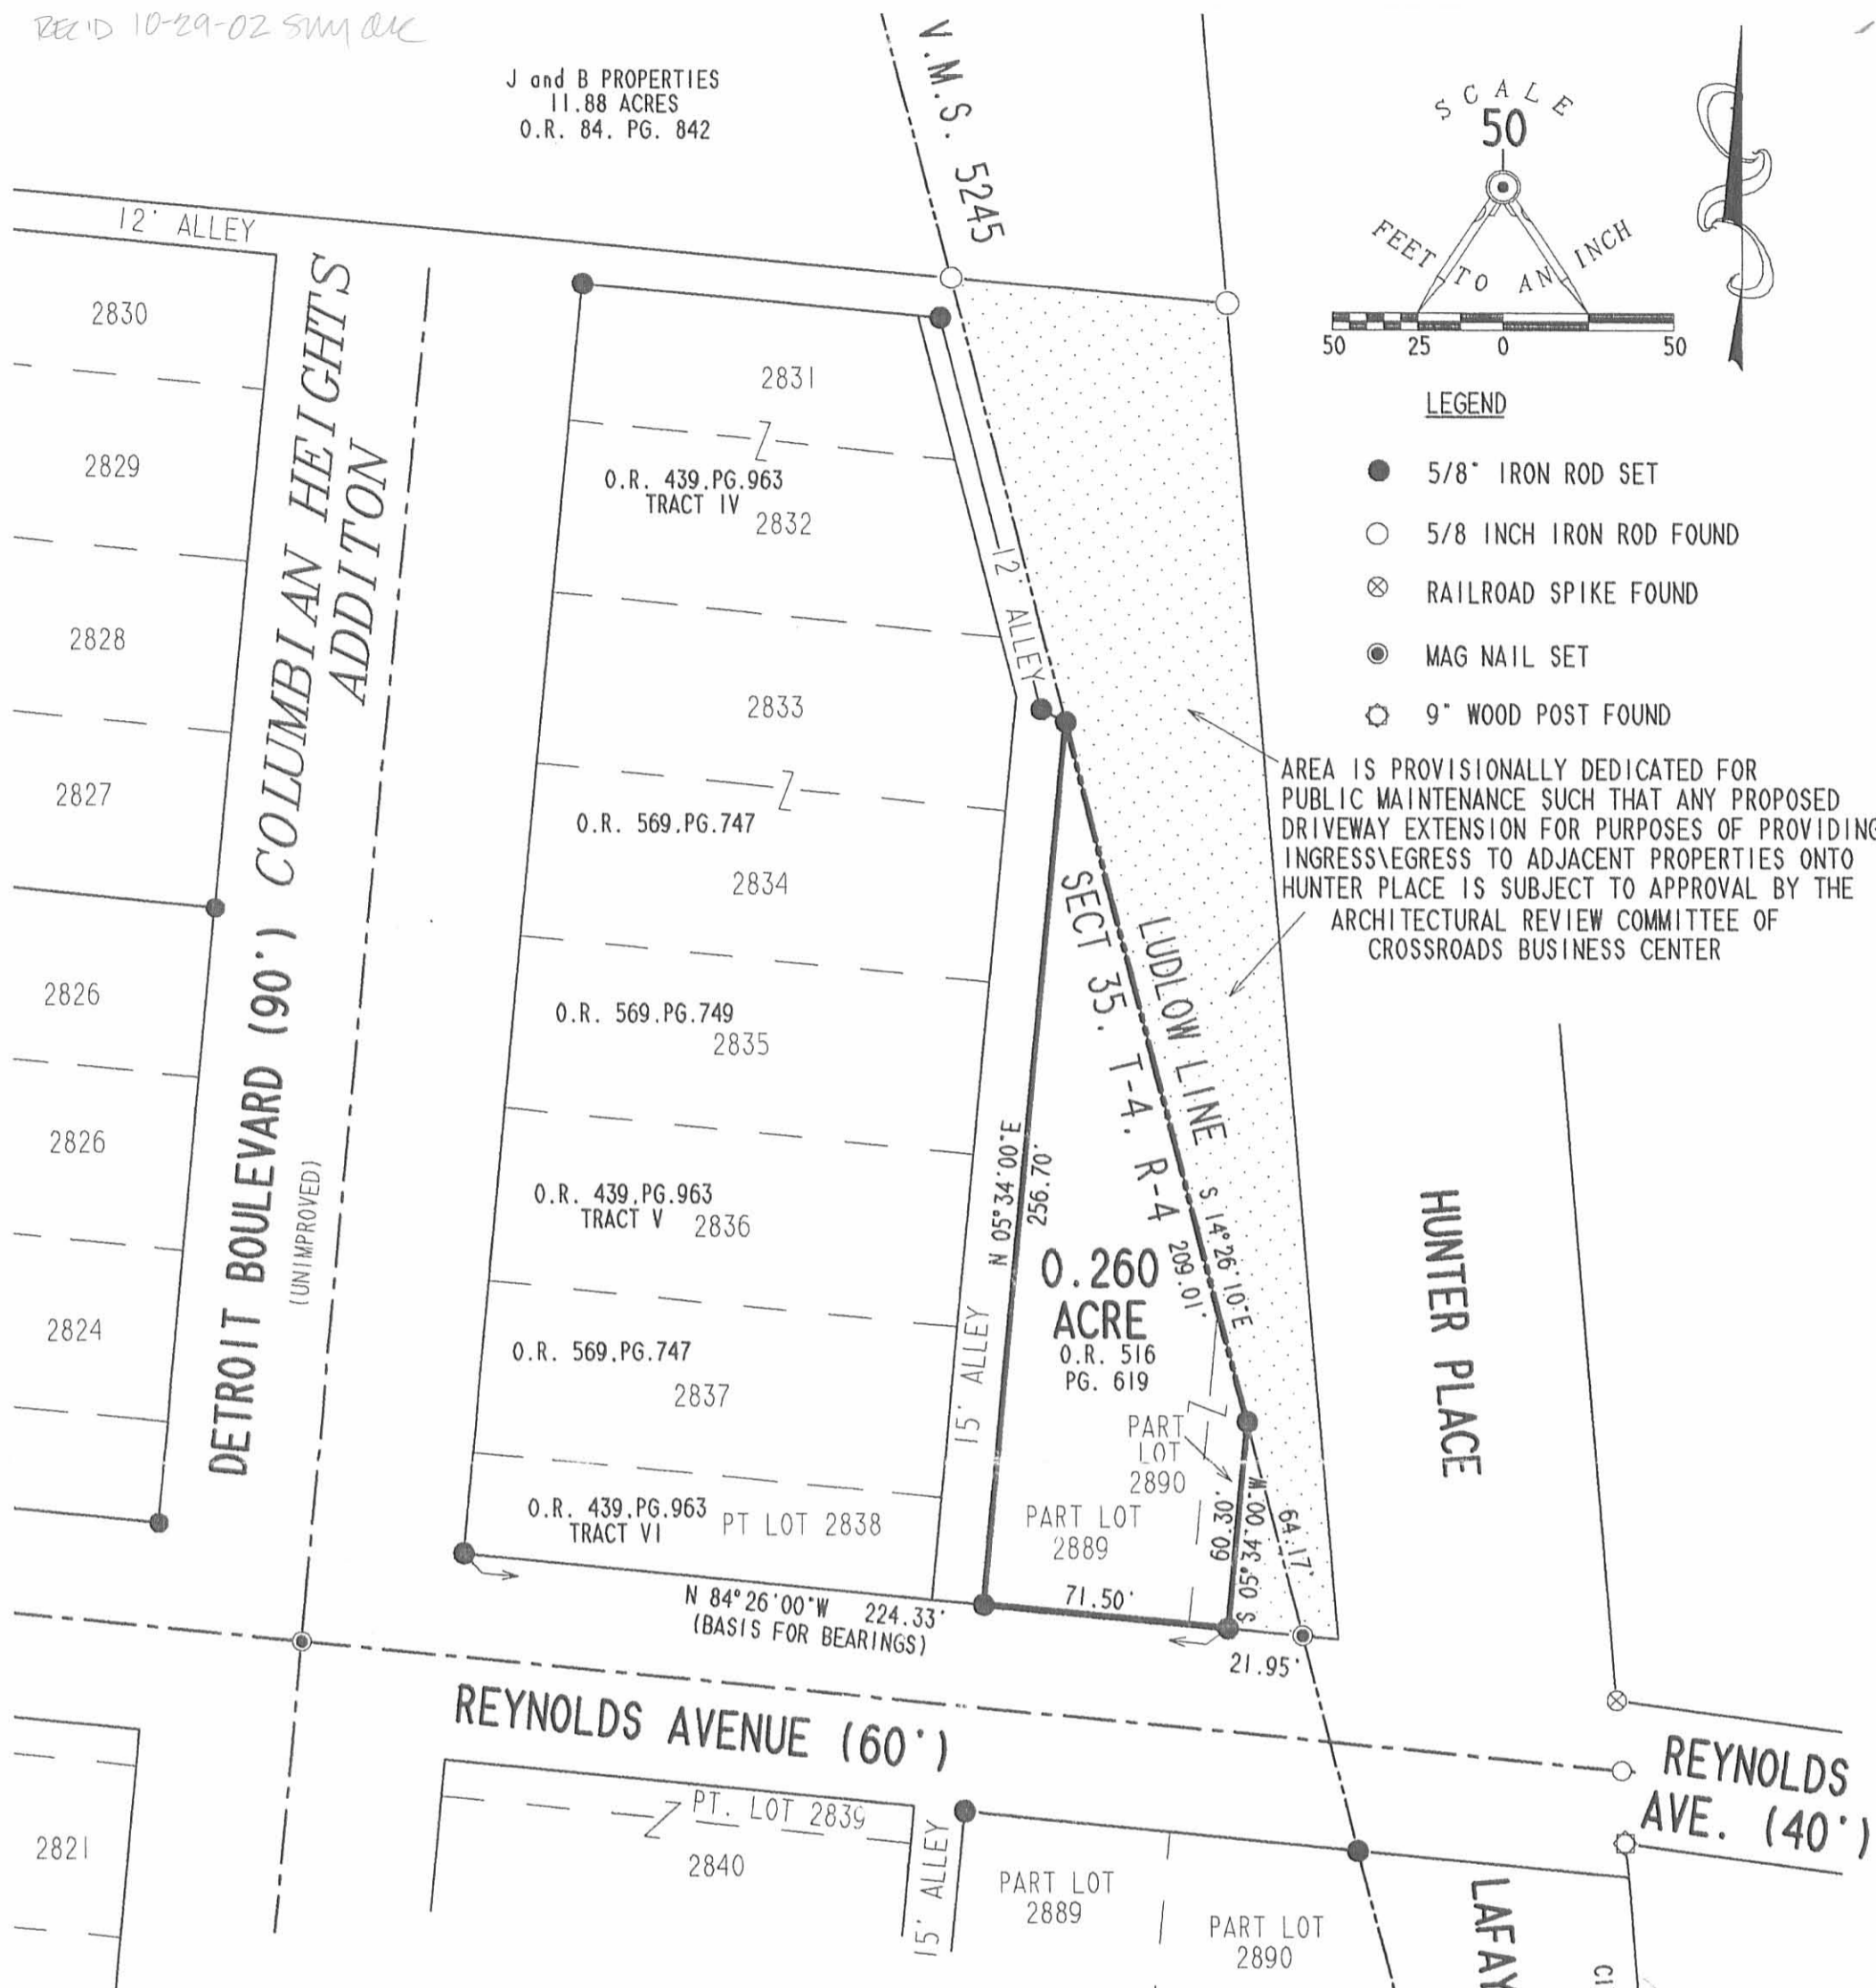 REC'D 10-29-02
J and B PROPERTIES
11.88 ACRES
O.R. 84. PG. 842
V.M.S. 5245
SCALE
50
FEET TO AN INCH
50 25 0 50
LEGEND
5/8" IRON ROD SET
5/8 INCH IRON ROD FOUND
RAILROAD SPIKE FOUND
MAG NAIL SET
9" WOOD POST FOUND
AREA IS PROVISIONALLY DEDICATED FOR
PUBLIC MAINTENANCE SUCH THAT ANY PROPOSED
DRIVEWAY EXTENSION FOR PURPOSES OF PROVIDING
INGRESS\EGRESS TO ADJACENT PROPERTIES ONTO
HUNTER PLACE IS SUBJECT TO APPROVAL BY THE
ARCHITECTURAL REVIEW COMMITTEE OF
CROSSROADS BUSINESS CENTER
12' ALLEY
2830
2829
2828
2827
2826
2826
2824
COLUMBIAN HEIGHTS
ADDITON
DETROIT BOULEVARD (90')
(UNIMPROVED)
2831
O.R. 439,PG.963
TRACT IV
2832
12' ALLEY
2833
O.R. 569,PG.747
2834
O.R. 569,PG.749
2835
O.R. 439,PG.963
TRACT V
2836
O.R. 569,PG.747
2837
O.R. 439,PG.963
TRACT VI
PT LOT 2838
15' ALLEY
N 05°34'00"E
256.70'
SECT 35, T-4, R-4
LUDLOW LINE
S 14°26'10"E
209.01'
0.260
ACRE
O.R. 516
PG. 619
PART
LOT
2890
PART LOT
2889
60.30'
S 05°34'00"W
64.17'
71.50'
21.95'
N 84°26'00"W 224.33'
(BASIS FOR BEARINGS)
HUNTER PLACE
REYNOLDS AVENUE (60')
REYNOLDS
AVE. (40')
2821
PT. LOT 2839
2840
15' ALLEY
PART LOT
2889
PART LOT
2890
LAFAY
CI